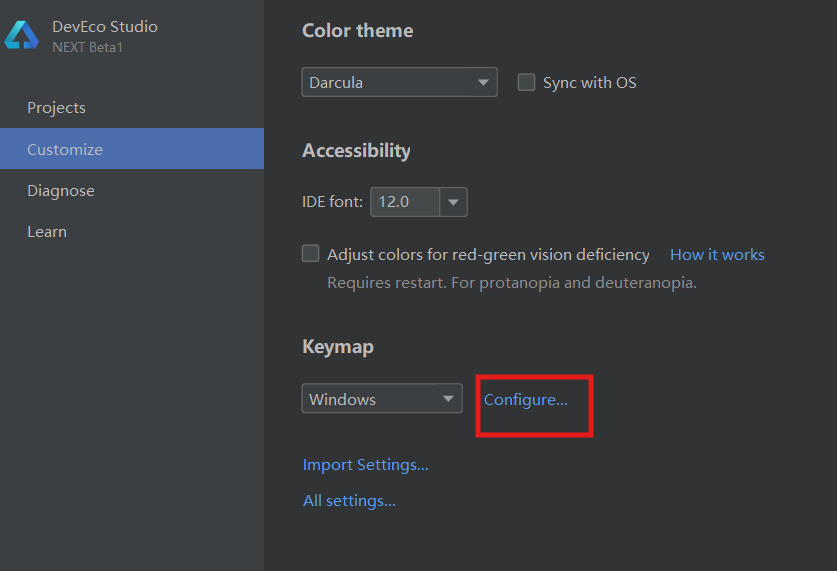 DevEco Studio
NEXT Beta1
Projects
Customize
Diagnose
Learn
Color theme
Darcula
Sync with OS
Accessibility
IDE font: 12.0
Adjust colors for red-green vision deficiency How it works
Requires restart. For protanopia and deuteranopia.
Keymap
Windows
Configure...
Import Settings...
All settings...